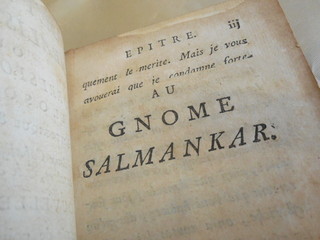 EPITRE. iij
quement le merite. Mais je vous
avouerai que je condamne forte-
AU
GNOME
SALMANKAR.